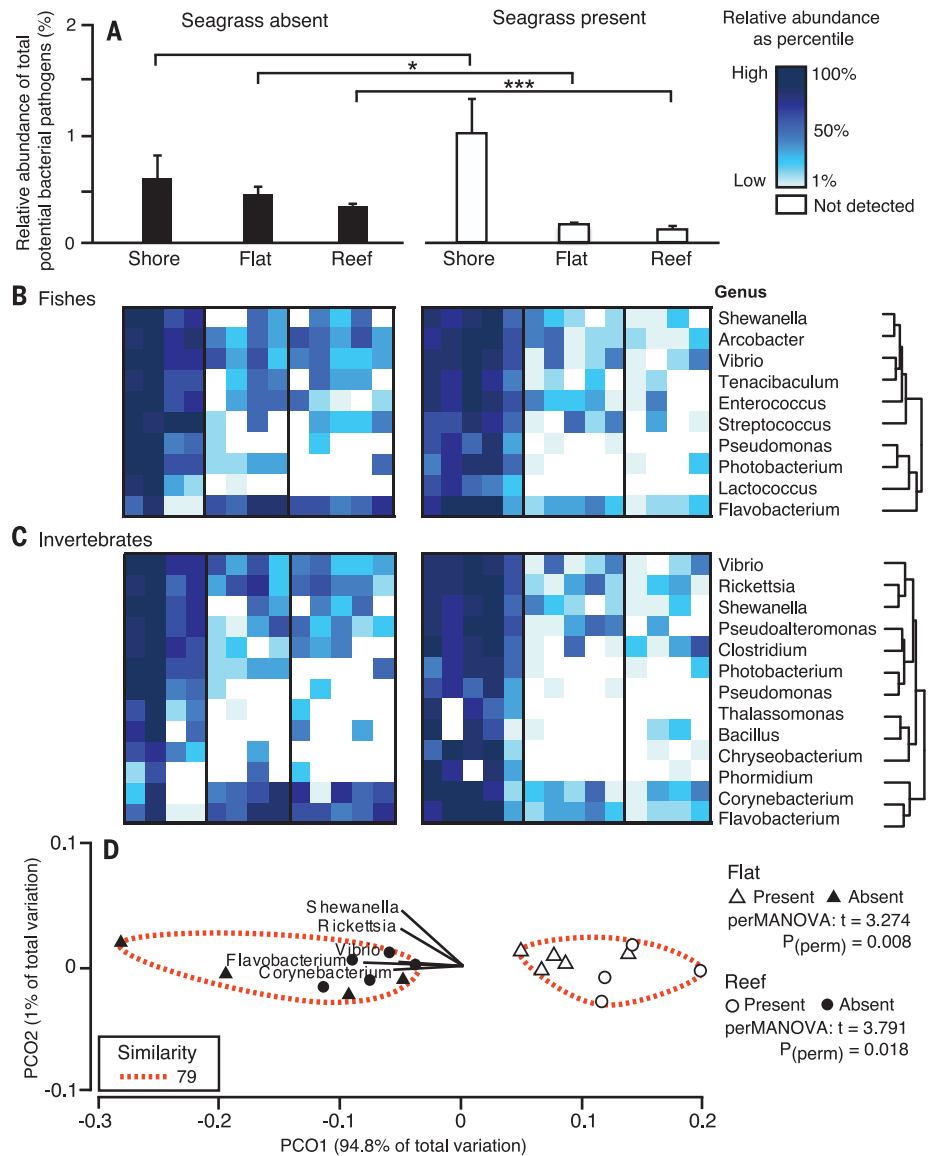 A
Seagrass absent
Seagrass present
Relative abundance of total
potential bacterial pathogens (%)
2
1
0
*
***
Shore
Flat
Reef
Shore
Flat
Reef
Relative abundance
as percentile
High
100%
50%
Low
1%
Not detected
B Fishes
Genus
Shewanella
Arcobacter
Vibrio
Tenacibaculum
Enterococcus
Streptococcus
Pseudomonas
Photobacterium
Lactococcus
Flavobacterium
C Invertebrates
Vibrio
Rickettsia
Shewanella
Pseudoalteromonas
Clostridium
Photobacterium
Pseudomonas
Thalassomonas
Bacillus
Chryseobacterium
Phormidium
Corynebacterium
Flavobacterium
D
PCO2 (1% of total variation)
0.1
0
-0.1
Shewanella
Rickettsia
Vibrio
Flavobacterium
Corynebacterium
Similarity
79
-0.3
-0.2
-0.1
0
0.1
0.2
PCO1 (94.8% of total variation)
Flat
Present Absent
perMANOVA: t = 3.274
P(perm) = 0.008
Reef
Present Absent
perMANOVA: t = 3.791
P(perm) = 0.018